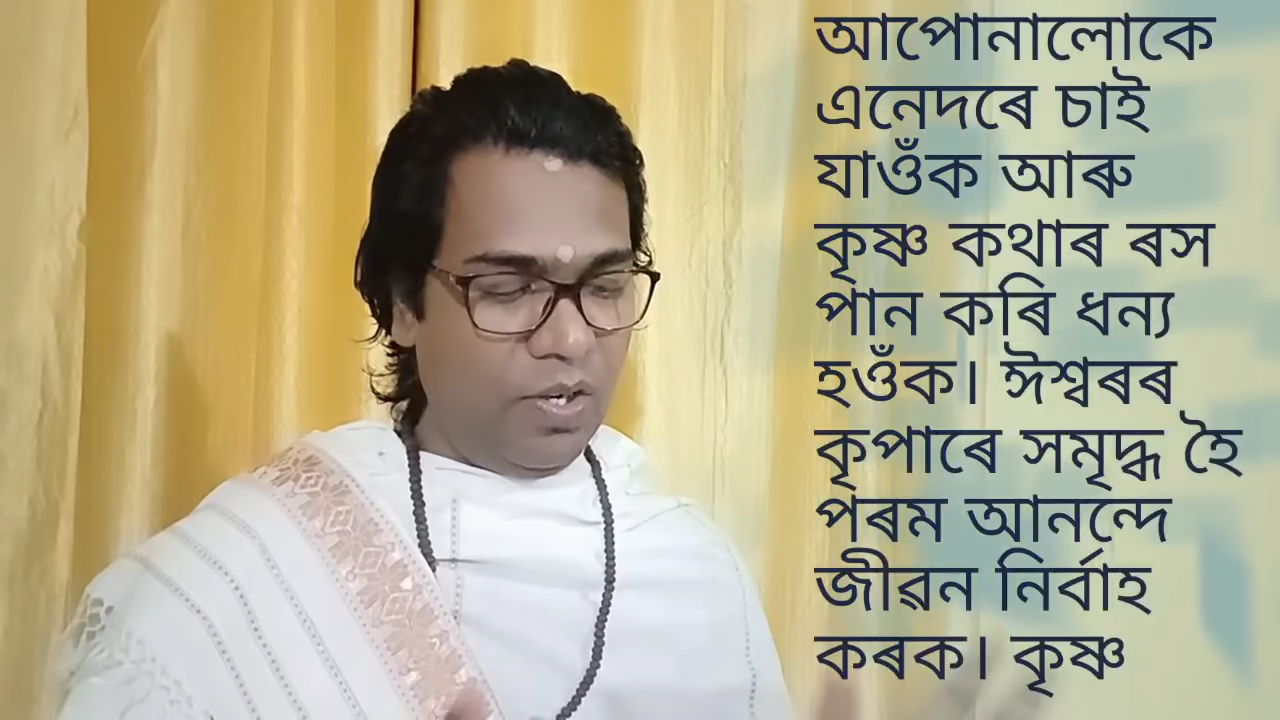 আপোনালোকে
এনেদৰে চাই
যাওঁক আৰু
কৃষ্ণ কথাৰ ৰস
পান কৰি ধন্য
হওঁক। ঈশ্বৰৰ
কৃপাৰে সমৃদ্ধ হৈ
পৰম আনন্দে
জীৱন নিৰ্বাহ
কৰক। কৃষ্ণ